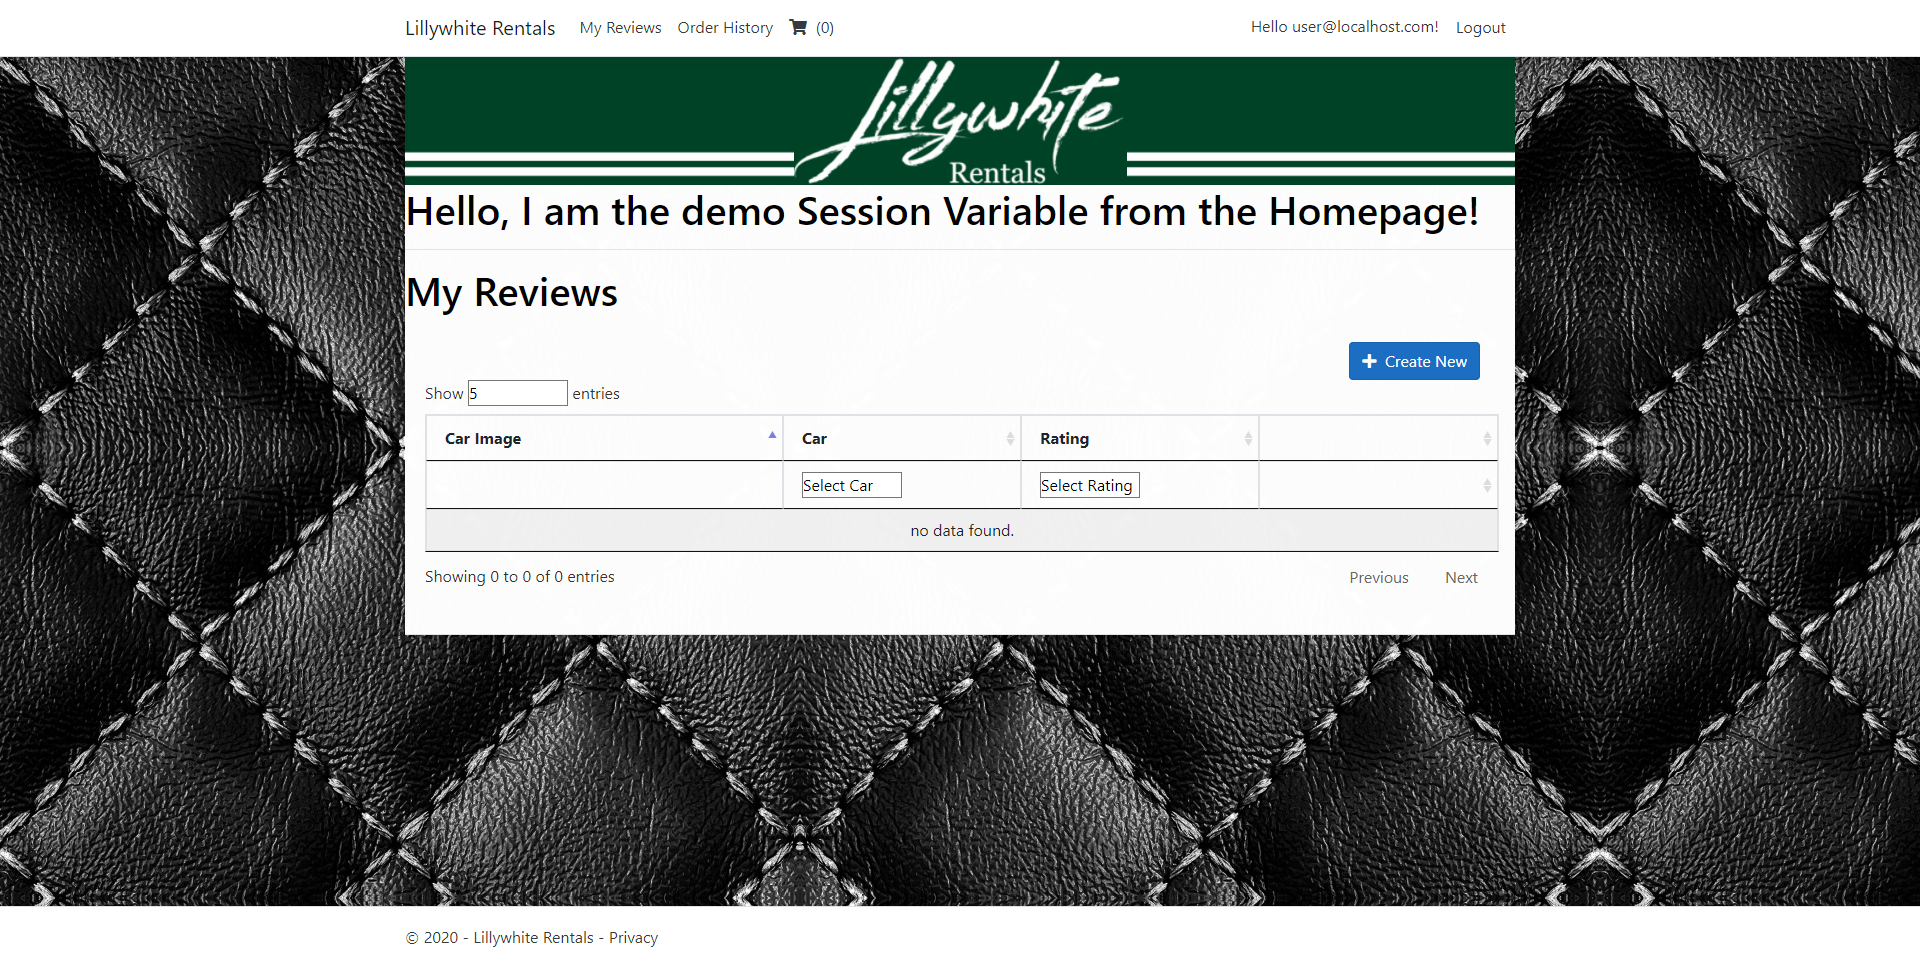 Lillywhite Rentals My Reviews Order History (0) Hello user@localhost.com! Logout
Lillywhite
Rentals
Hello, I am the demo Session Variable from the Homepage!
My Reviews
Create New
Show 5 entries
Car Image Car Rating
Select Car Select Rating
no data found.
Showing 0 to 0 of 0 entries Previous Next
© 2020 - Lillywhite Rentals - Privacy